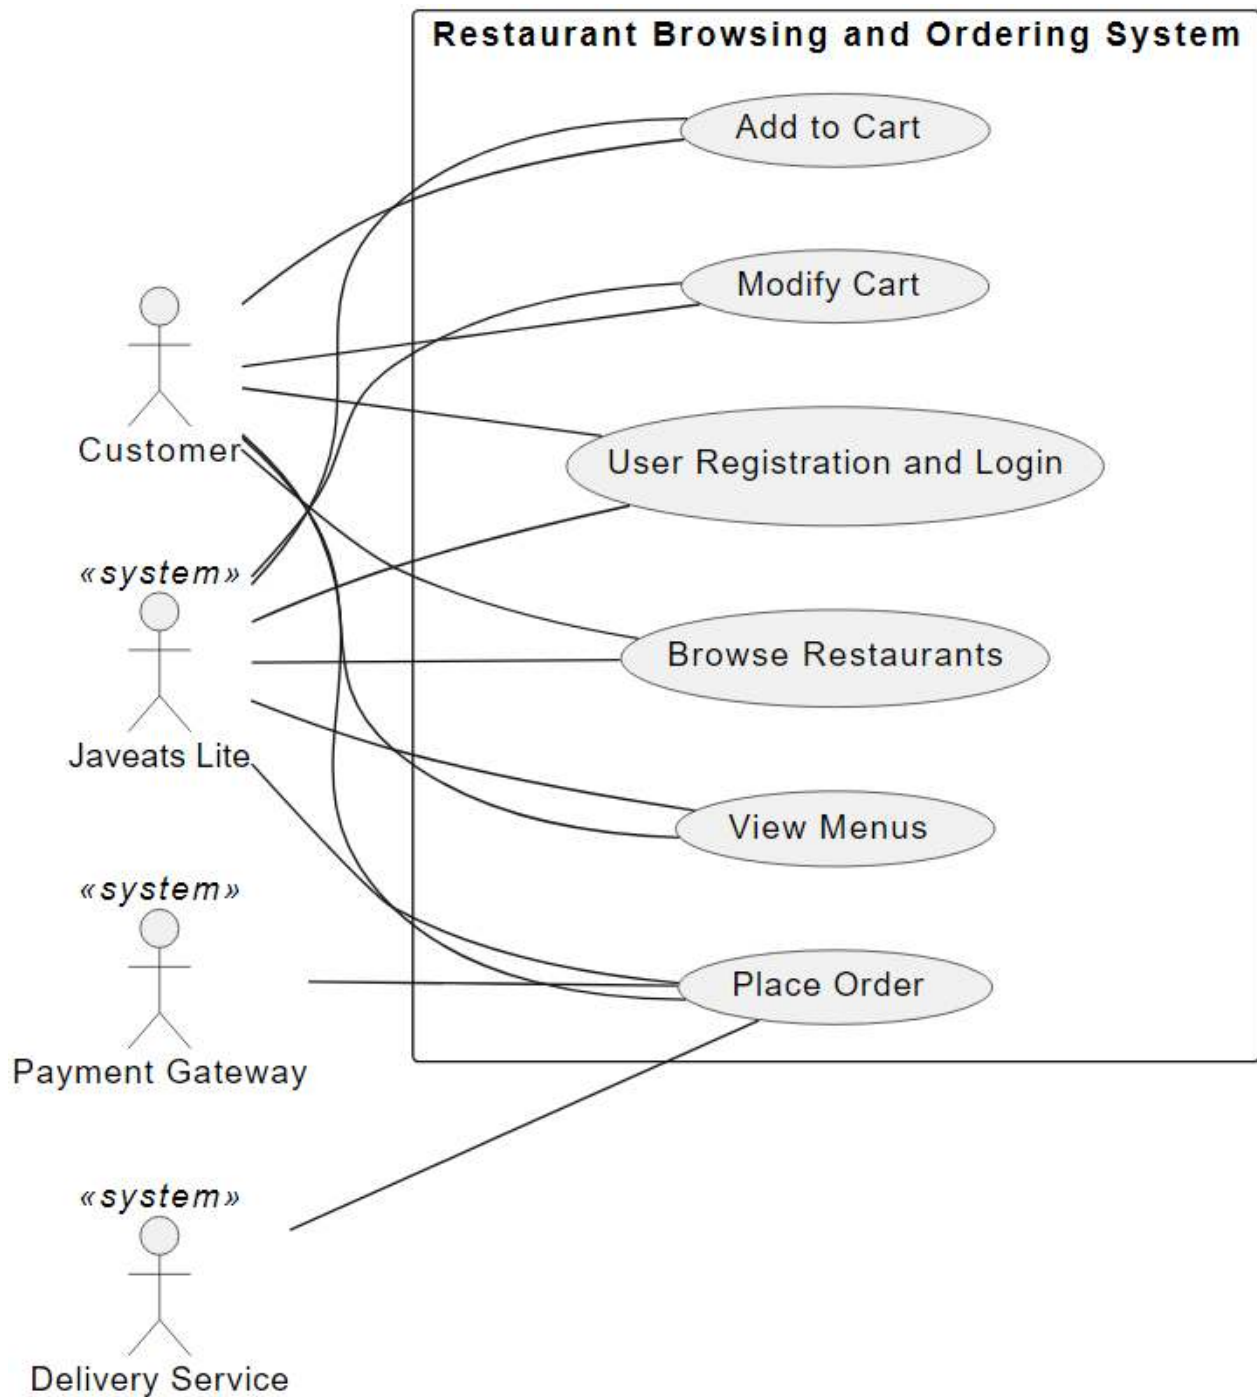 Restaurant Browsing and Ordering System
Add to Cart
Modify Cart
Customer
User Registration and Login
«system»
Javeats Lite
Browse Restaurants
View Menus
«system»
Payment Gateway
Place Order
«system»
Delivery Service